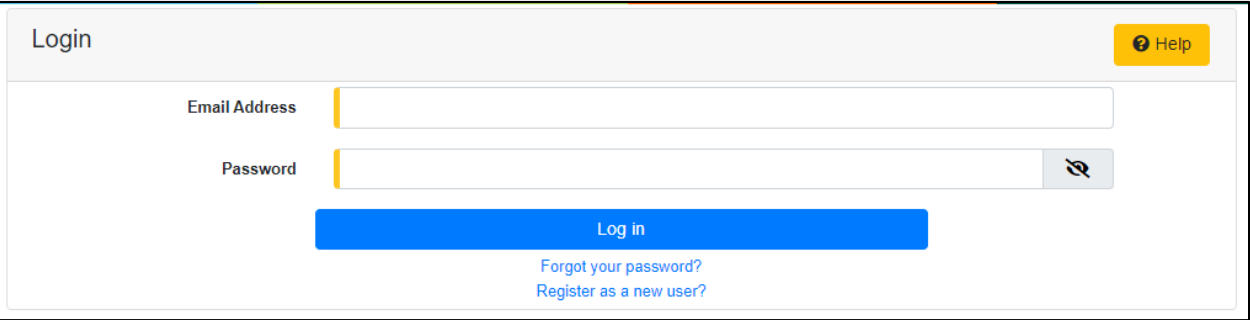 Login
Help
Email Address
Password
Log in
Forgot your password?
Register as a new user?